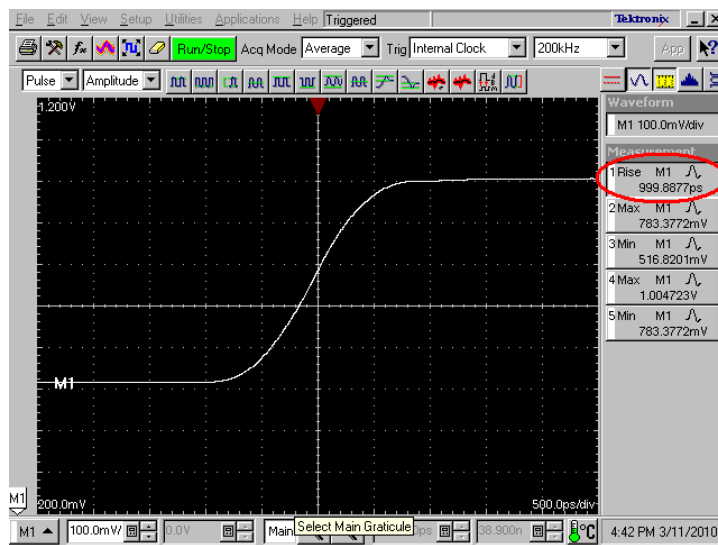 File Edit View Setup Utilities Applications Help Triggered Tektronix
Run/Stop Acq Mode Average Trig Internal Clock 200kHz App
Pulse Amplitude
1.200V
Waveform
M1 100.0mV/div
Measurement
1 Rise M1
999.8877ps
2 Max M1
783.3772mV
3 Min M1
516.8201mV
4 Max M1
1.004723V
5 Min M1
783.3772mV
M1
M1
200.0mV
500.0ps/div
Select Main Graticule
M1 100.0mV/ 0.0V Main 38.900n °C 4:42 PM 3/11/2010